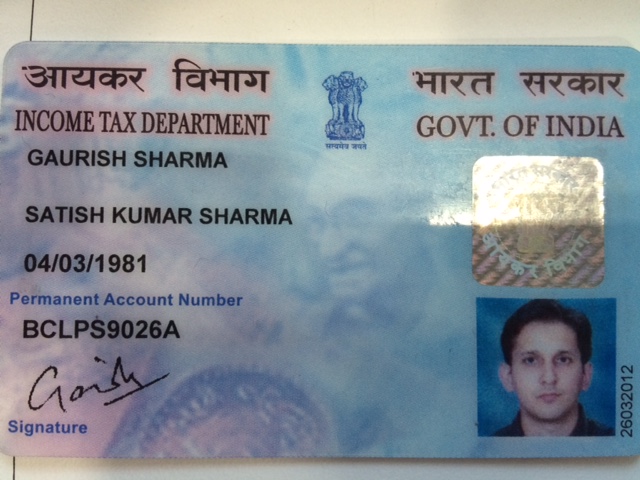 आयकर विभाग
INCOME TAX DEPARTMENT
सत्यमेव जयते
भारत सरकार
GOVT. OF INDIA
GAURISH SHARMA
SATISH KUMAR SHARMA
04/03/1981
Permanent Account Number
BCLPS9026A
Signature
भारत
आयकर विभाग
26032012